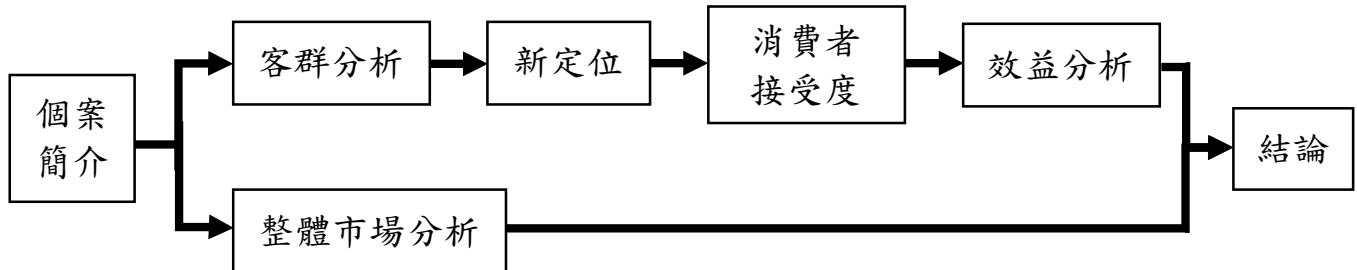 個案
簡介
客群分析
新定位
消費者
接受度
效益分析
整體市場分析
結論